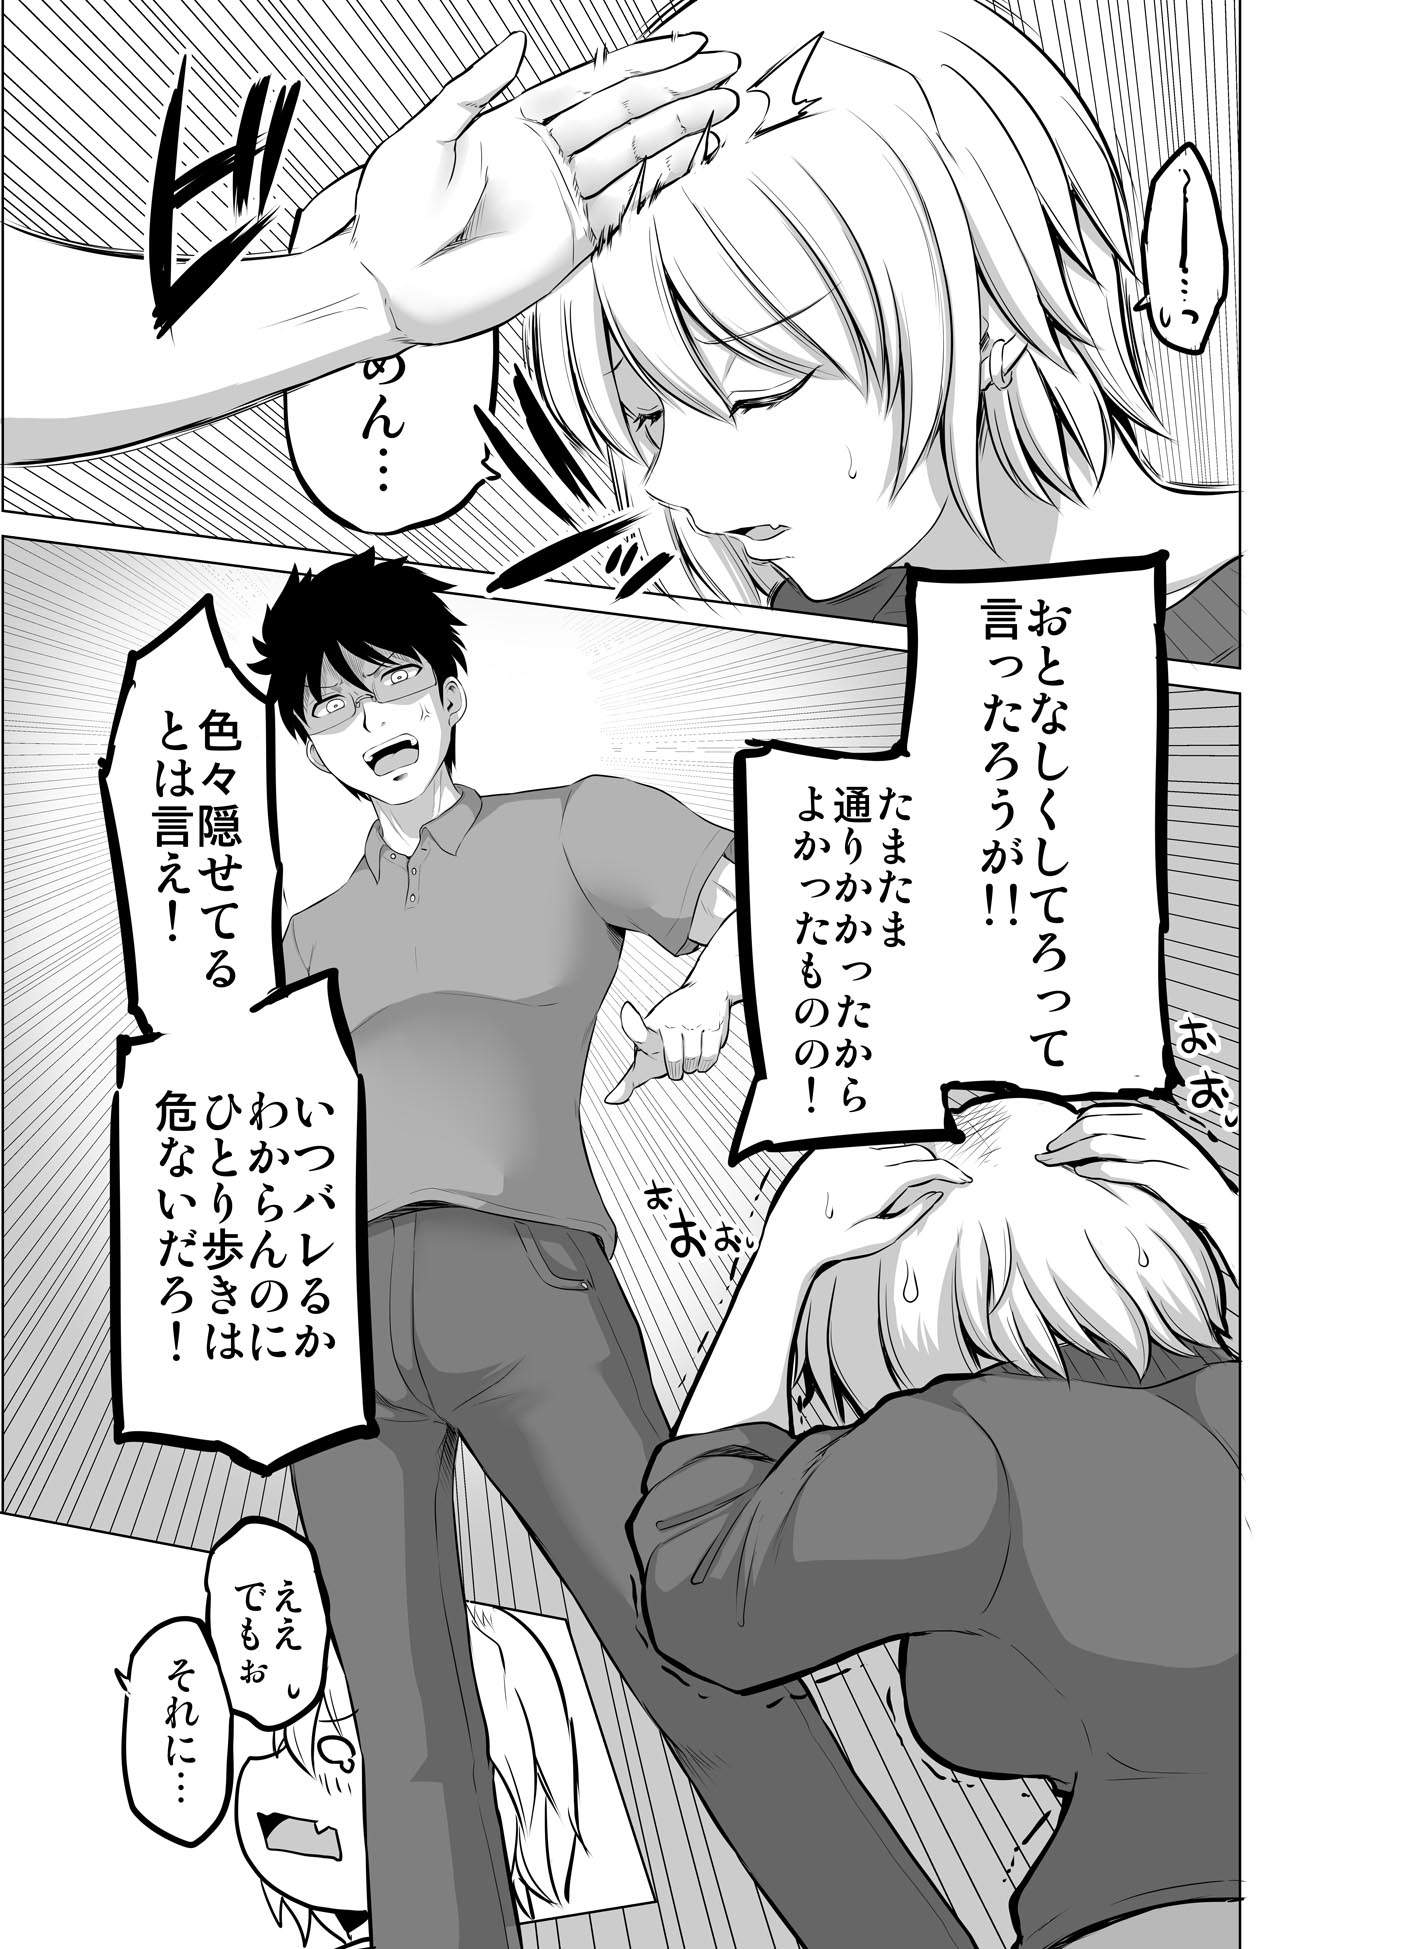 ～～～…いっ
めん…
ビ
おとなしくしてろって
言ったろうが!!
たまたま
通りかかったから
よかったものの!
おお
おおおぉ
色々隠せてる
とは言え!
いつバレるか
わからんのに
ひとり歩きは
危ないだろ!
ええ
でもぉ
それに…